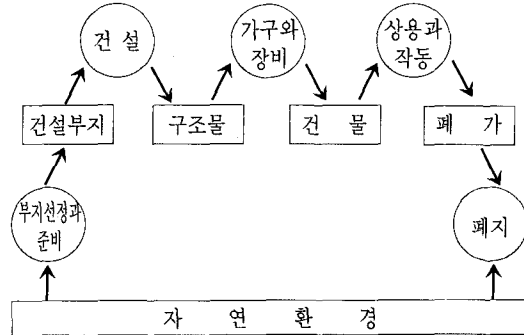 건 설
가구와
장비
상용과
작동
건설부지
구조물
건 물
폐 가
부지선정과
준비
폐지
자 연 환 경